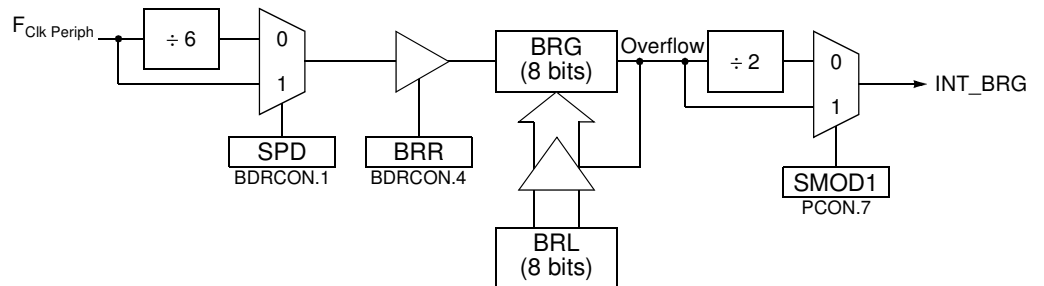 F Clk Periph
÷ 6
0
1
SPD
BDRCON.1
BRR
BDRCON.4
BRG
(8 bits)
Overflow
÷ 2
0
1
INT_BRG
SMOD1
PCON.7
BRL
(8 bits)